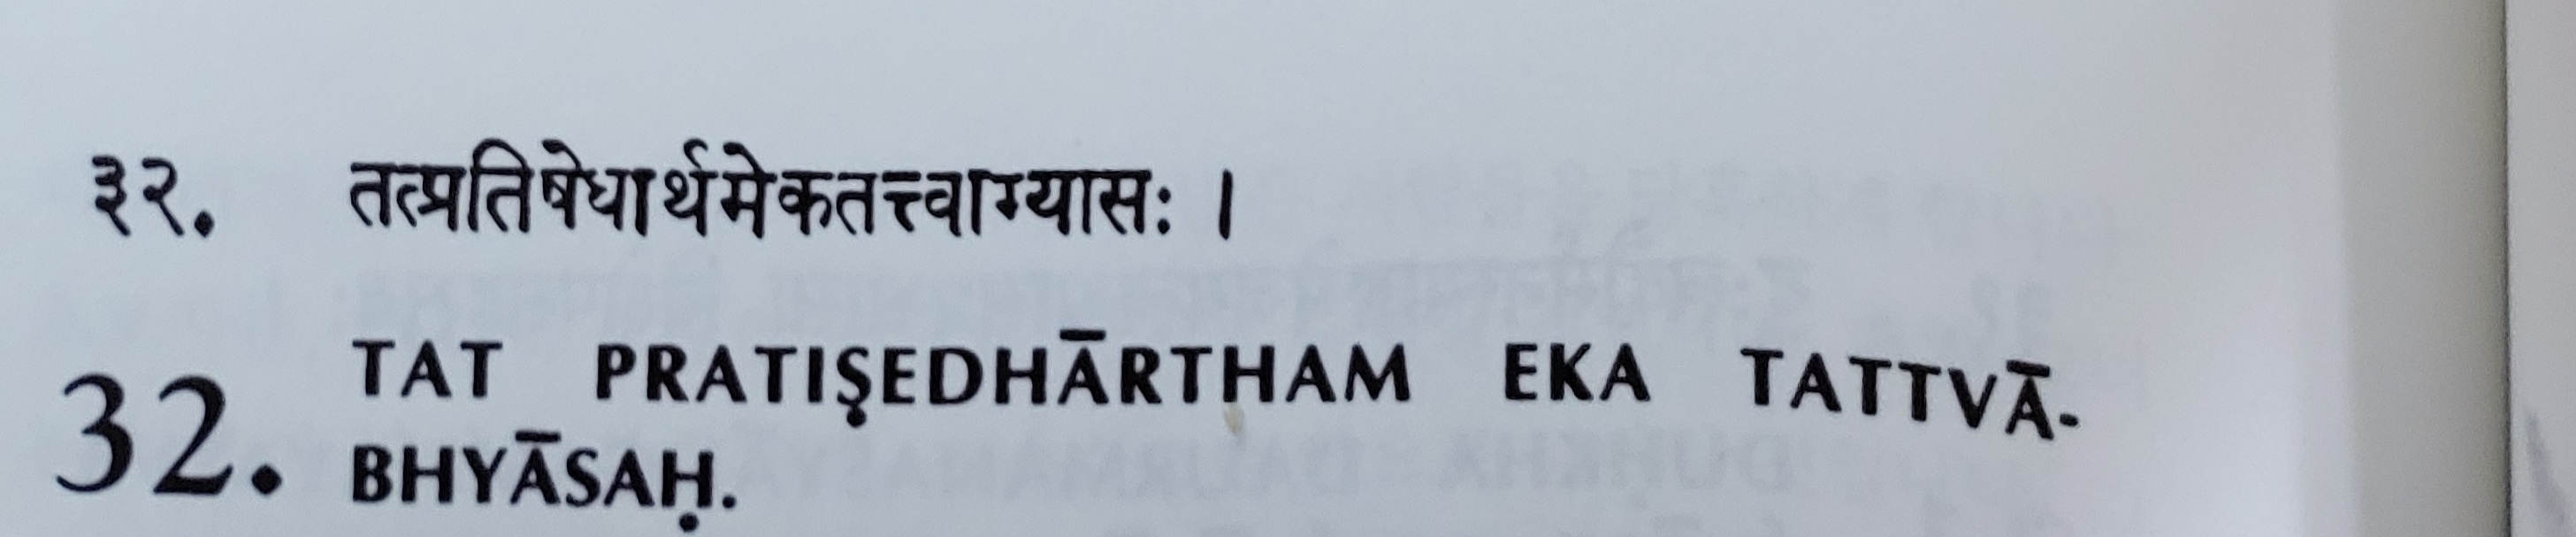 ३२. तत्प्रतिषेधार्थमेकतत्त्वाग्यासः ।
32. TAT PRATIṢEDHĀRTHAM EKA TATTVĀ-
BHYĀSAḤ.